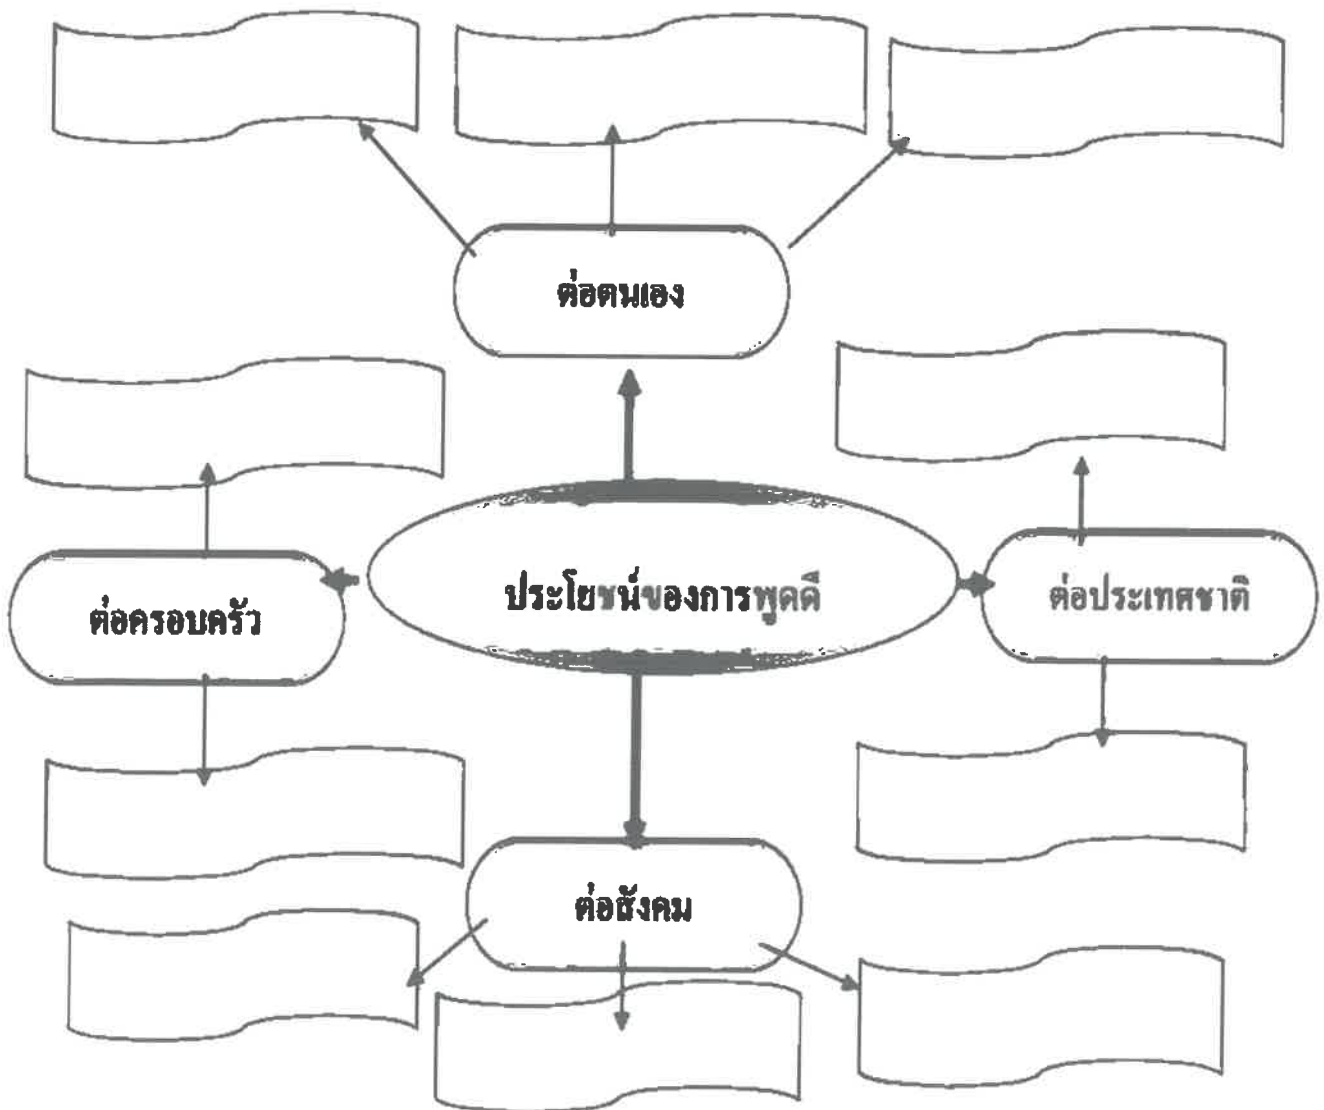 ต่อตนเอง
ประโยชน์ของการพูดดี
ต่อครอบครัว
ต่อประเทศชาติ
ต่อสังคม